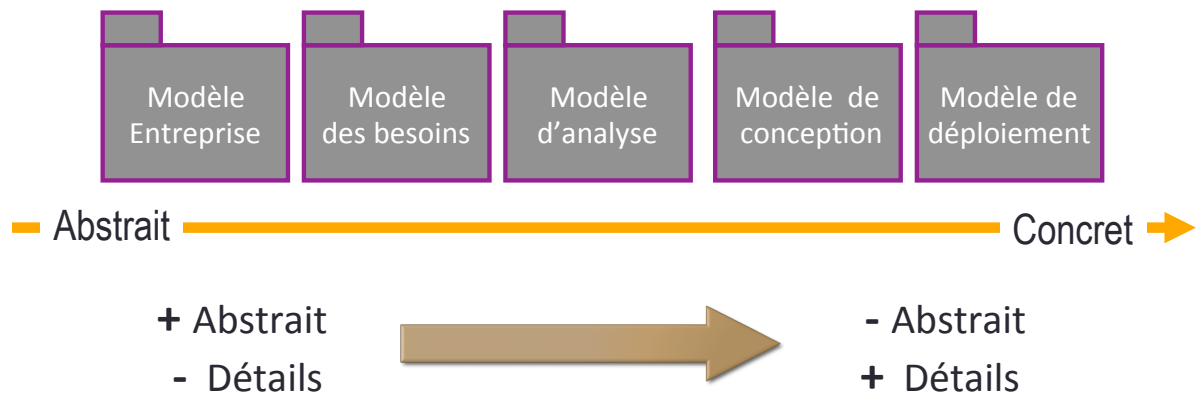 Modèle
Entreprise
Modèle
des besoins
Modèle
d'analyse
Modèle de
conception
Modèle de
déploiement
Abstrait
Concret
+ Abstrait
- Détails
- Abstrait
+ Détails